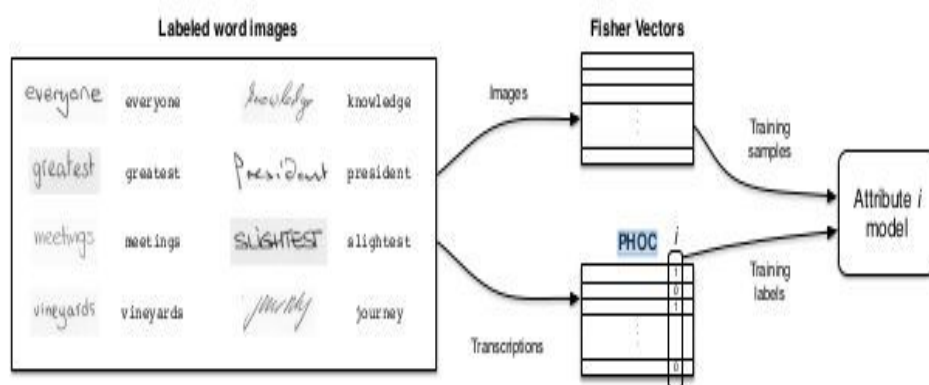 Labeled word images
Fisher Vectors
everyone everyone knowledge knowledge
Images
Training
samples
greatest greatest President president
Attribute i
model
meetings meetings SLIGHTEST slightest
PHOC i
1
0
1
Training
labels
vineyards vineyards journey journey
Transcriptions
0